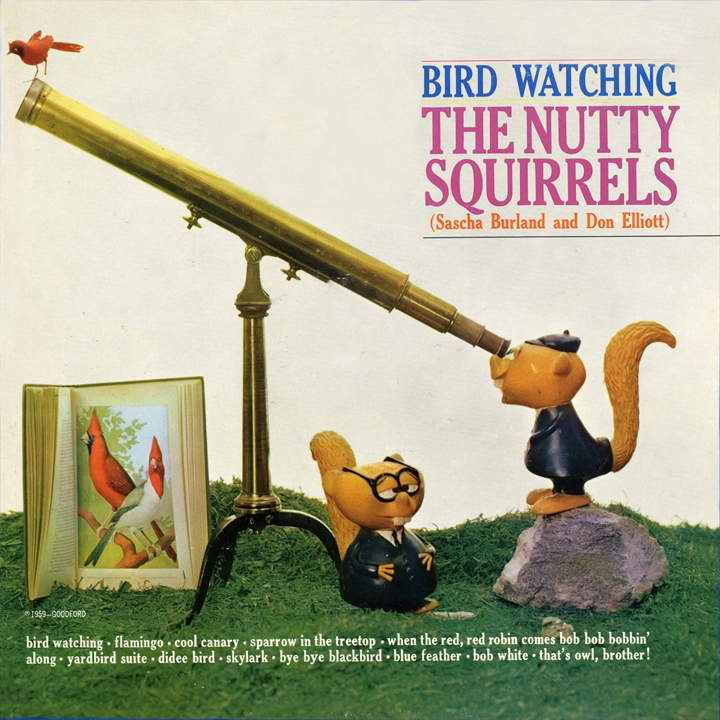 BIRD WATCHING
THE NUTTY
SQUIRRELS
(Sascha Burland and Don Elliott)
© 1959—GOODFORD
bird watching • flamingo • cool canary • sparrow in the treetop • when the red, red robin comes bob bob bobbin'
along • yardbird suite • didee bird • skylark • bye bye blackbird • blue feather • bob white • that's owl, brother!